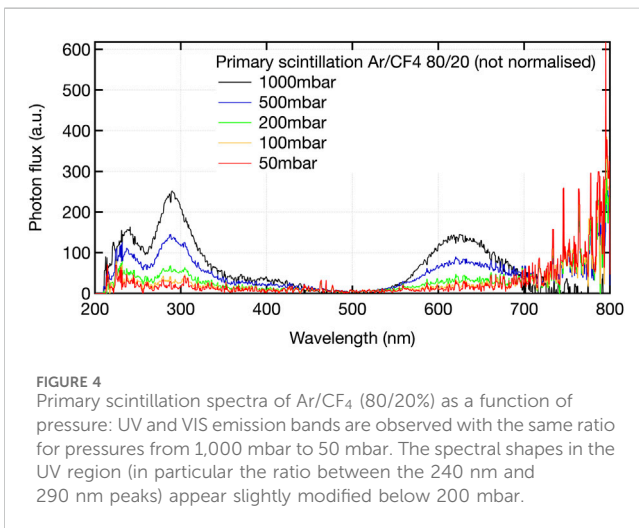 600
500
400
300
200
100
0
Photon flux (a.u.)
Primary scintillation Ar/CF4 80/20 (not normalised)
1000mbar
500mbar
200mbar
100mbar
50mbar
200 300 400 500 600 700 800
Wavelength (nm)
FIGURE 4
Primary scintillation spectra of Ar/CF₄ (80/20%) as a function of
pressure: UV and VIS emission bands are observed with the same ratio
for pressures from 1,000 mbar to 50 mbar. The spectral shapes in the
UV region (in particular the ratio between the 240 nm and
290 nm peaks) appear slightly modified below 200 mbar.